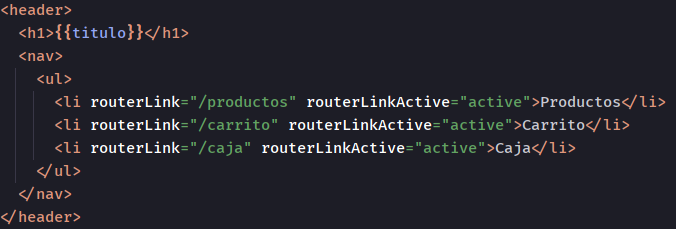 <header>
  <h1>{{titulo}}</h1>
  <nav>
    <ul>
      <li routerLink="/productos" routerLinkActive="active">Productos</li>
      <li routerLink="/carrito" routerLinkActive="active">Carrito</li>
      <li routerLink="/caja" routerLinkActive="active">Caja</li>
    </ul>
  </nav>
</header>